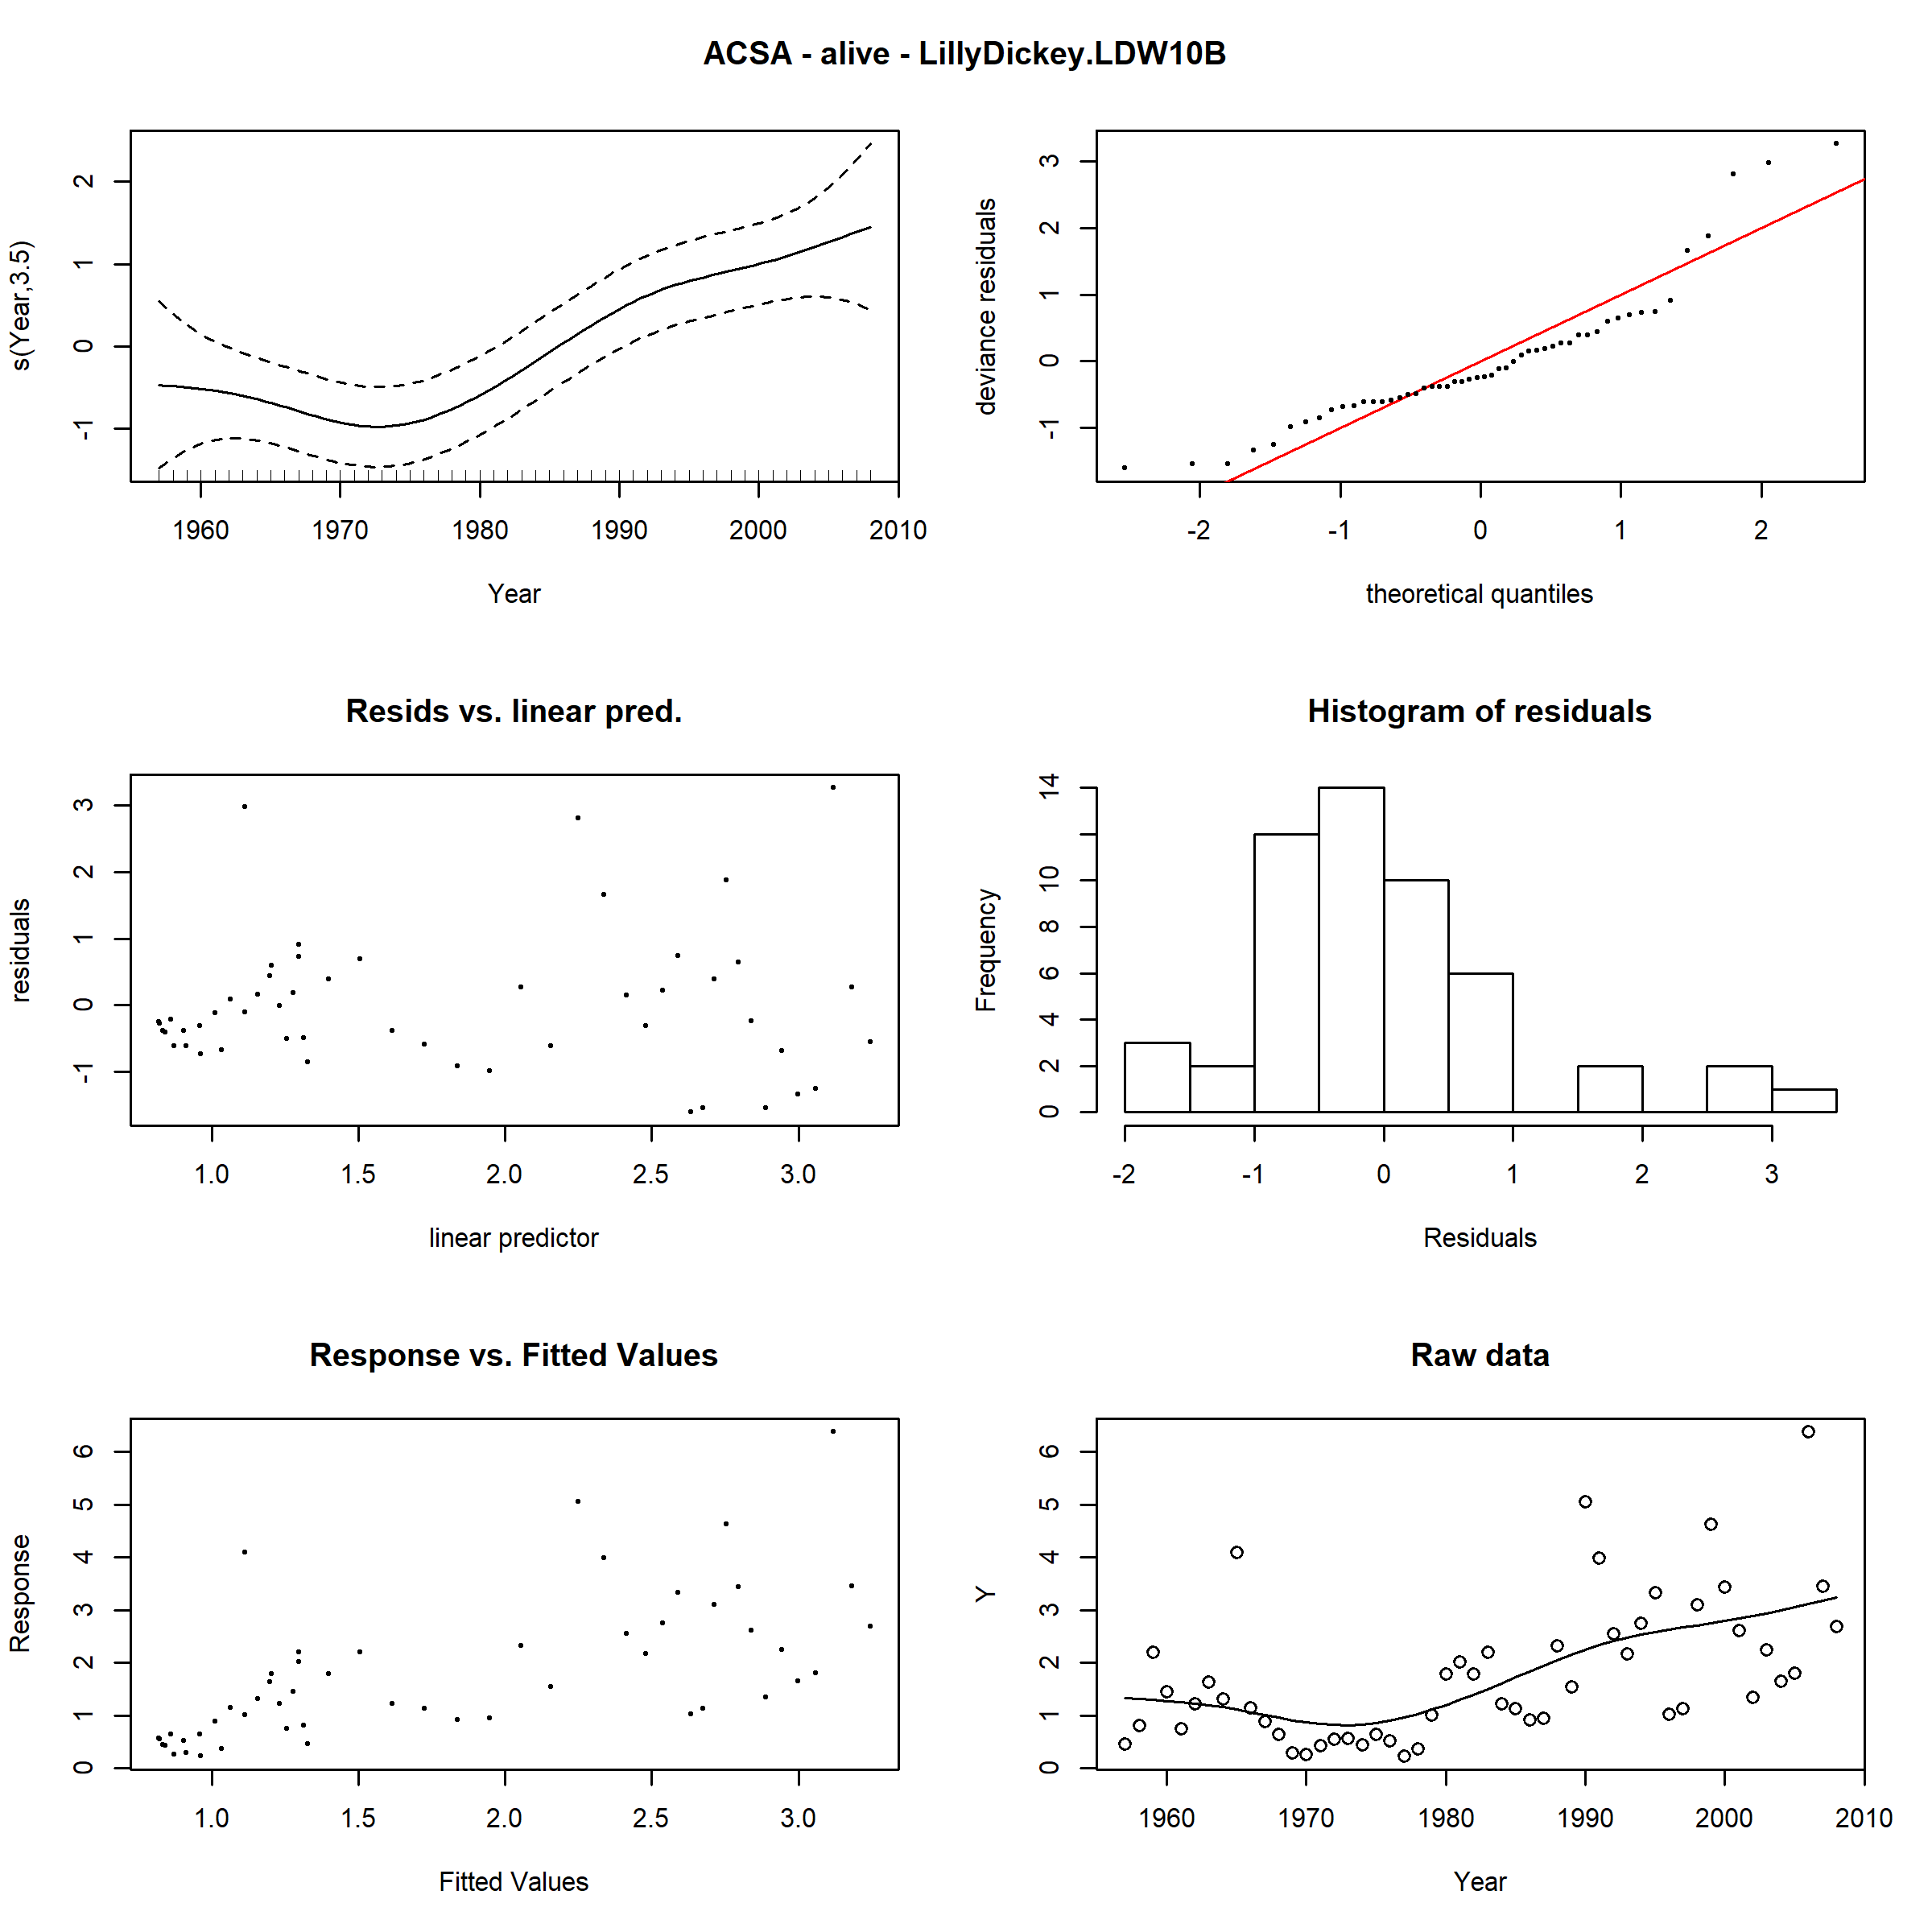 ACSA - alive - LillyDickey.LDW10B
s(Year,3.5)
2
1
0
-1
1960 1970 1980 1990 2000 2010
Year
deviance residuals
3
2
1
0
-1
-2 -1 0 1 2
theoretical quantiles
Resids vs. linear pred.
residuals
3
2
1
0
-1
1.0 1.5 2.0 2.5 3.0
linear predictor
Histogram of residuals
Frequency
14
10
8
6
4
2
0
-2 -1 0 1 2 3
Residuals
Response vs. Fitted Values
Response
6
5
4
3
2
1
0
1.0 1.5 2.0 2.5 3.0
Fitted Values
Raw data
Y
6
5
4
3
2
1
0
1960 1970 1980 1990 2000 2010
Year